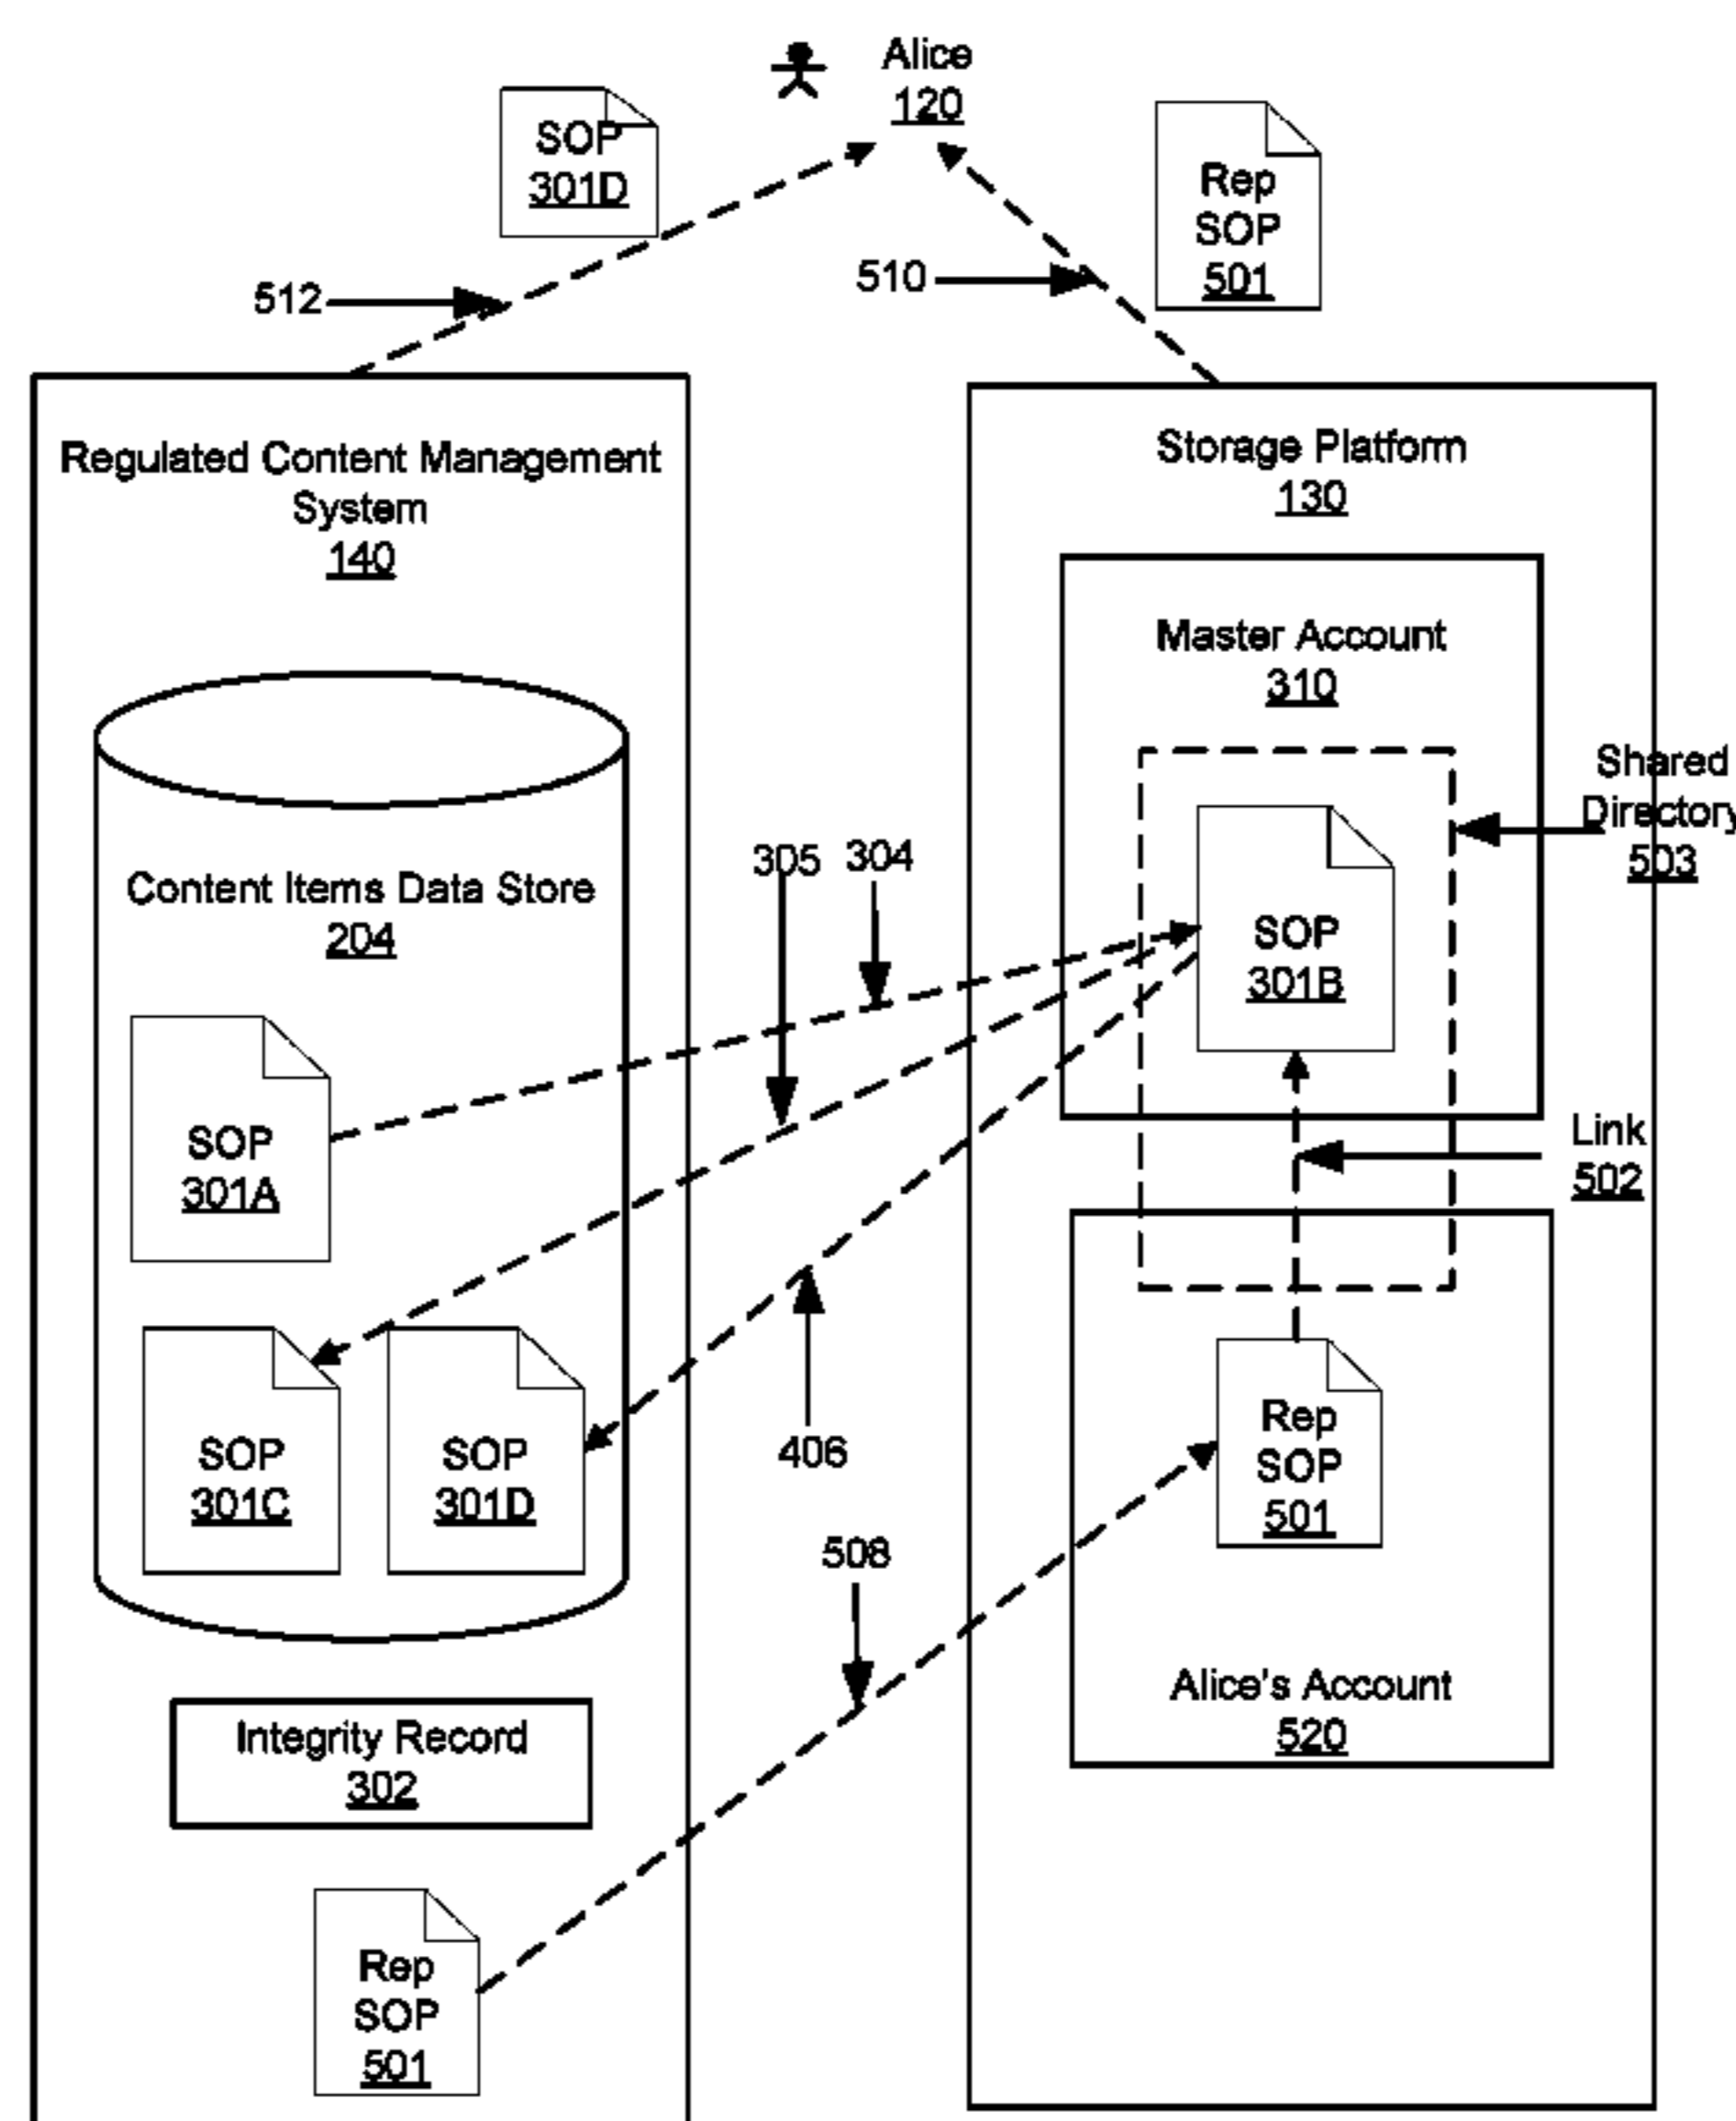 Alice
120
SOP
301D
Rep
SOP
501
512
510
Regulated Content Management
System
140
Storage Platform
130
Master Account
310
Shared
Directory
503
305
304
Content Items Data Store
204
SOP
301B
SOP
301A
Link
502
SOP
301C
SOP
301D
406
Rep
SOP
501
508
Alice's Account
520
Integrity Record
302
Rep
SOP
501